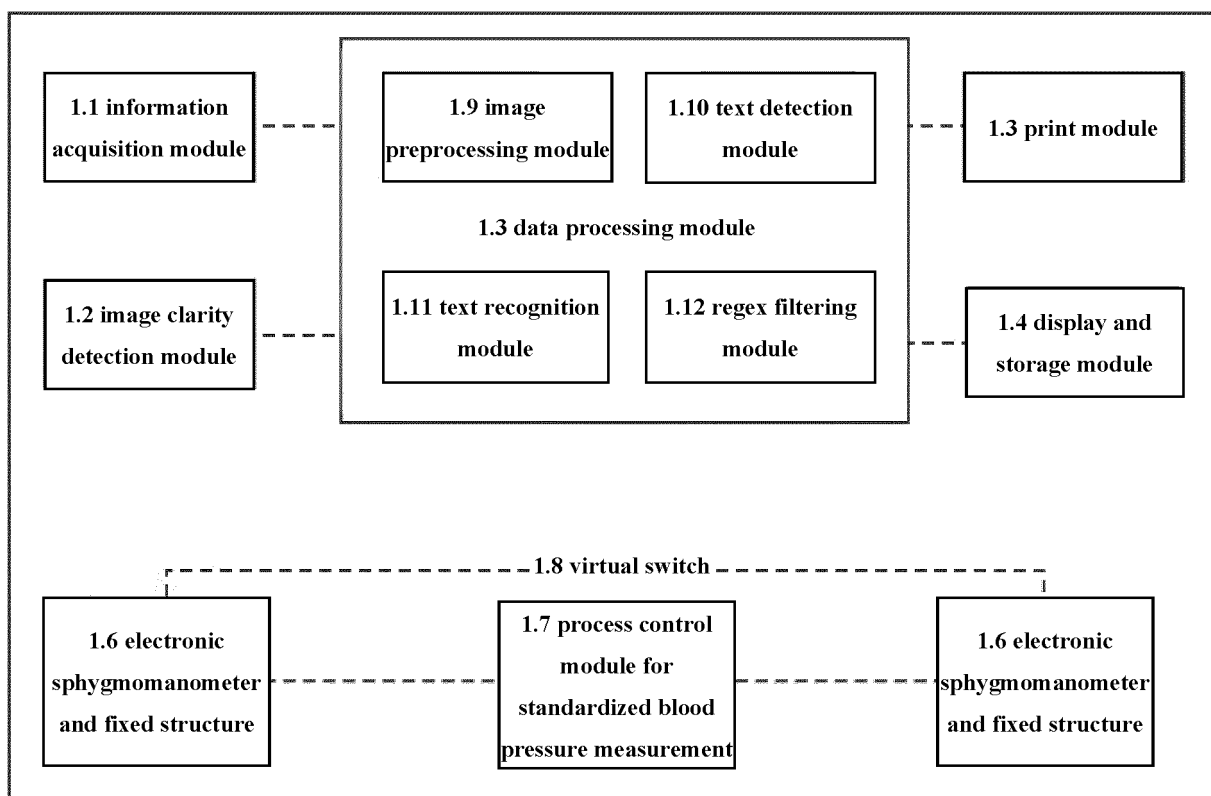 1.1 information
acquisition module
1.9 image
preprocessing module
1.10 text detection
module
1.3 print module
1.3 data processing module
1.2 image clarity
detection module
1.11 text recognition
module
1.12 regex filtering
module
1.4 display and
storage module
1.8 virtual switch
1.6 electronic
sphygmomanometer
and fixed structure
1.7 process control
module for
standardized blood
pressure measurement
1.6 electronic
sphygmomanometer
and fixed structure